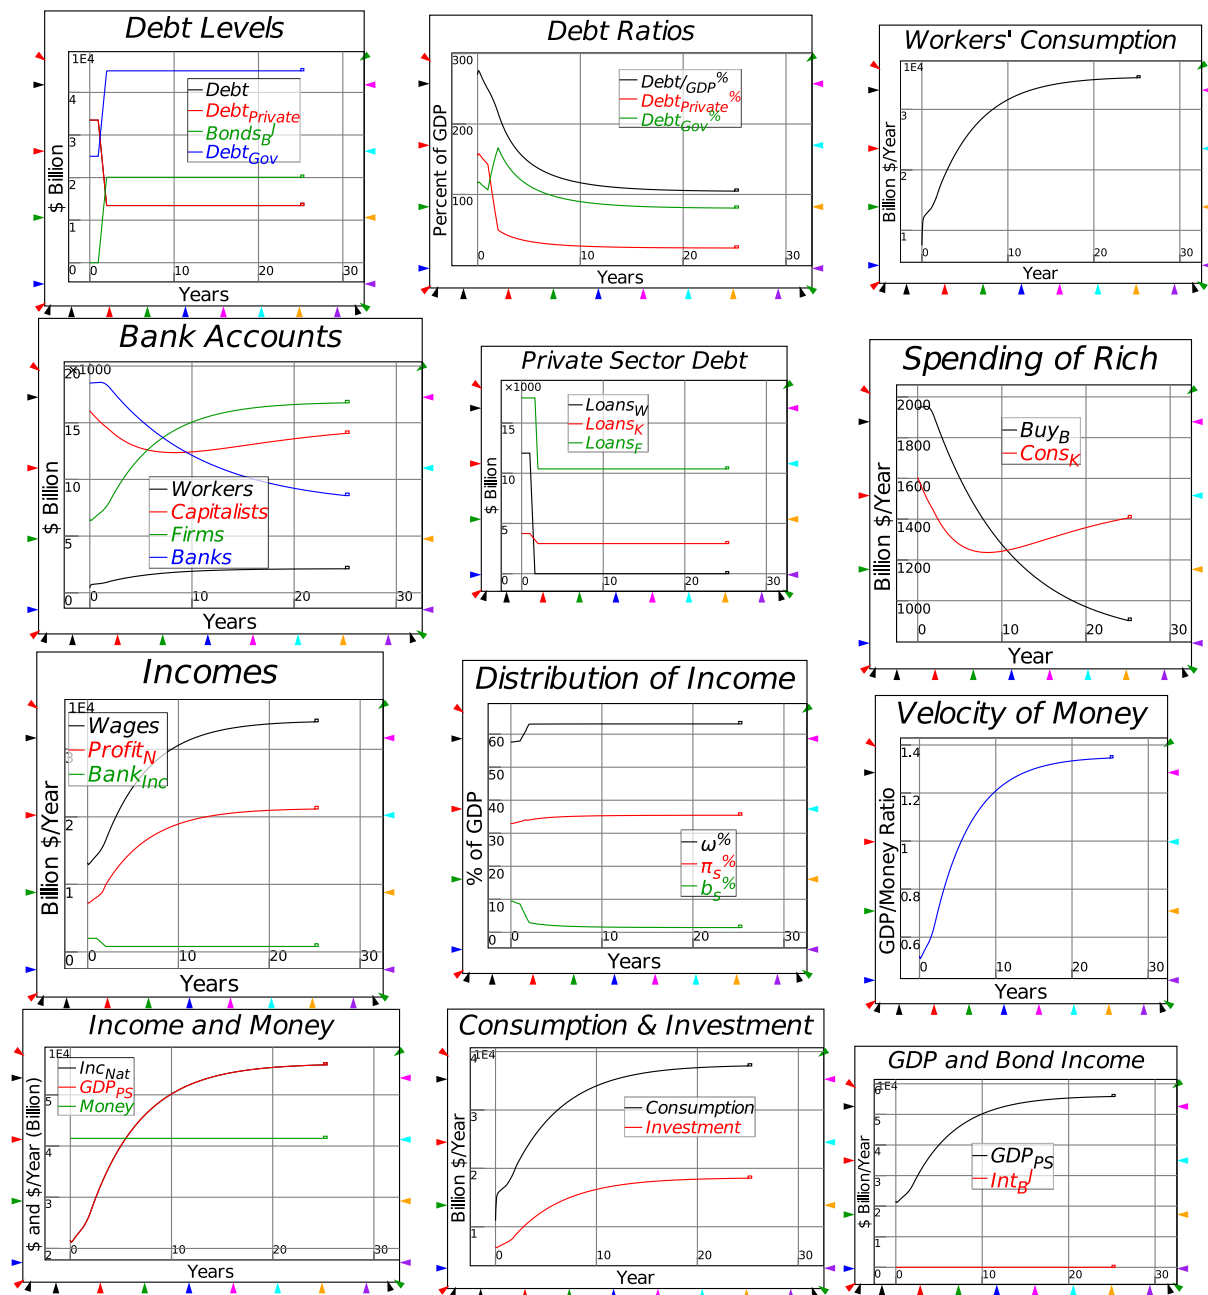 Debt Levels
1E4
4
3
2
1
0
0
10
20
30
$ Billion
Years
Debt
Debt_Private
Bonds_B^J
Debt_Gov
Debt Ratios
300
200
100
0
10
20
30
Percent of GDP
Years
Debt/GDP%
Debt_Private%
Debt_Gov%
Workers' Consumption
1E4
3
2
1
0
10
20
30
Billion $/Year
Year
Bank Accounts
×1000
20
15
10
5
0
0
10
20
30
$ Billion
Years
Workers
Capitalists
Firms
Banks
Private Sector Debt
×1000
15
10
5
0
0
10
20
30
$ Billion
Years
Loans_W
Loans_K
Loans_F
Spending of Rich
2000
1800
1600
1400
1200
1000
0
10
20
30
Billion $/Year
Year
Buy_B
Cons_K
Incomes
1E4
3
2
1
0
0
10
20
30
Billion $/Year
Years
Wages
Profit_N
Bank_Inc
Distribution of Income
60
50
40
30
20
10
0
0
10
20
30
% of GDP
Years
ω%
π_s%
b_s%
Velocity of Money
1.4
1.2
1
0.8
0.6
0
10
20
30
GDP/Money Ratio
Years
Income and Money
1E4
5
4
3
2
0
10
20
30
$ and $/Year (Billion)
Years
Inc_Nat
GDP_PS
Money
Consumption & Investment
1E4
4
3
2
1
0
10
20
30
Billion $/Year
Year
Consumption
Investment
GDP and Bond Income
1E4
6
5
4
3
2
1
0
0
10
20
30
$ Billion/Year
Years
GDP_PS
Int_B^J